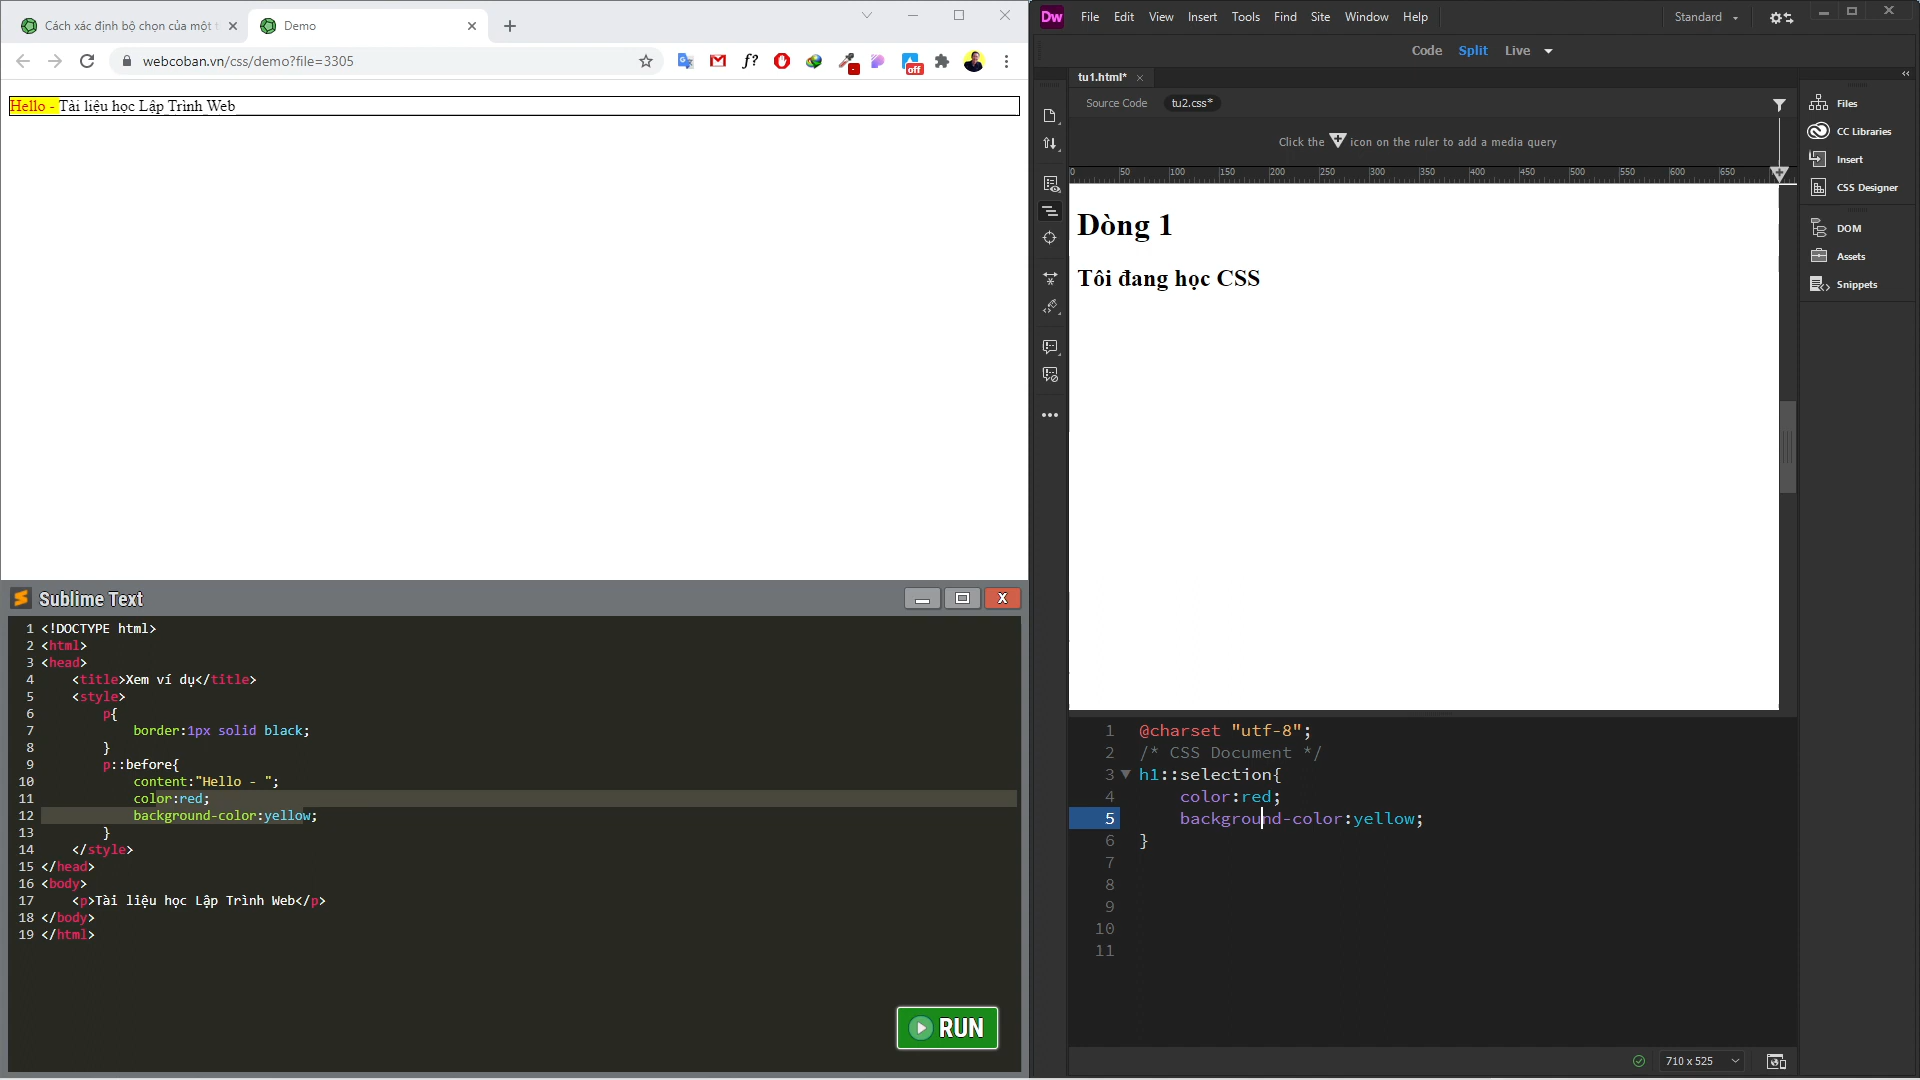 Cách xác định bộ chọn của một t
Demo
webcoban.vn/css/demo?file=3305
f?
off
Hello - Tài liệu học Lập Trình Web
Sublime Text
X
1 <!DOCTYPE html>
2 <html>
3 <head>
4 <title>Xem ví dụ</title>
5 <style>
6 p{
7 border:1px solid black;
8 }
9 p::before{
10 content:"Hello - ";
11 color:red;
12 background-color:yellow;
13 }
14 </style>
15 </head>
16 <body>
17 <p>Tài liệu học Lập Trình Web</p>
18 </body>
19 </html>
RUN
Dw File Edit View Insert Tools Find Site Window Help
Standard
Code Split Live
tu1.html*
Source Code tu2.css*
Click the icon on the ruler to add a media query
0 50 100 150 200 250 300 350 400 450 500 550 600 650
Dòng 1
Tôi đang học CSS
1 @charset "utf-8";
2 /* CSS Document */
3 h1::selection{
4 color:red;
5 background-color:yellow;
6 }
7
8
9
10
11
710 x 525
Files
CC Libraries
Insert
CSS Designer
DOM
Assets
Snippets